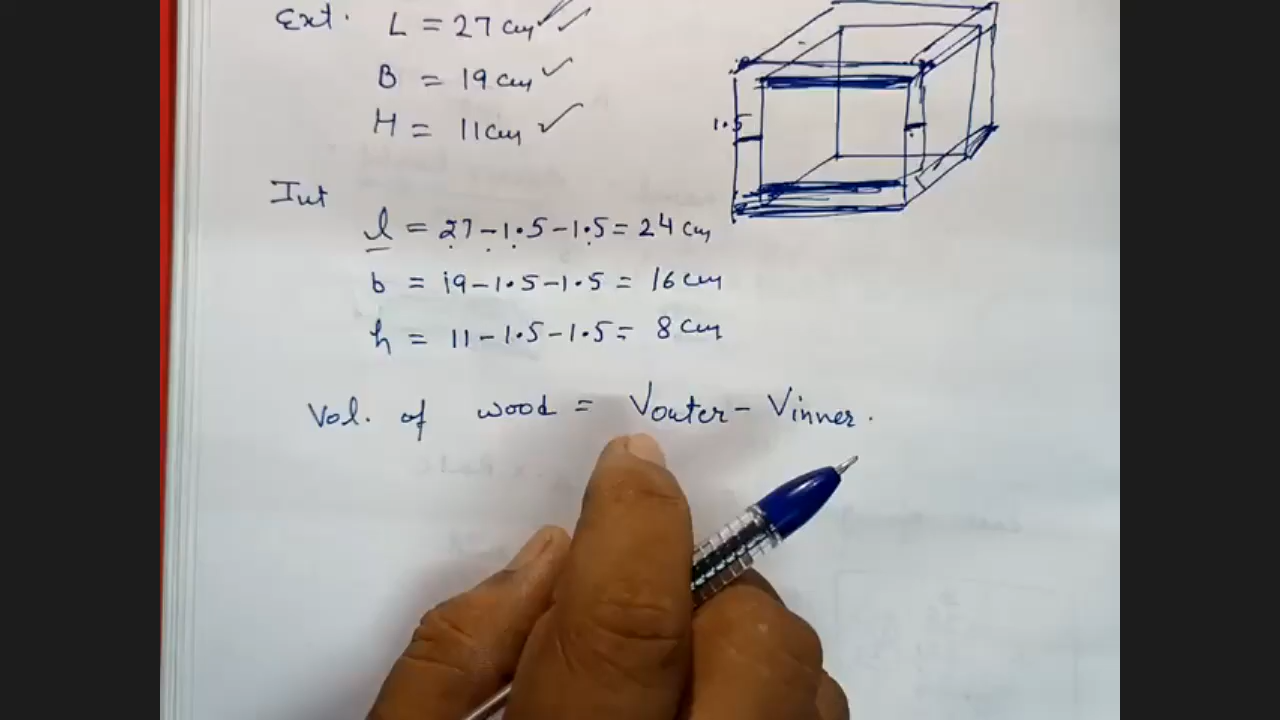 Ext. L = 27 cm
B = 19 cm
H = 11 cm
1.5
Int
l = 27 - 1.5 - 1.5 = 24 cm
b = 19 - 1.5 - 1.5 = 16 cm
h = 11 - 1.5 - 1.5 = 8 cm
Vol. of wood = Vouter - Vinner.